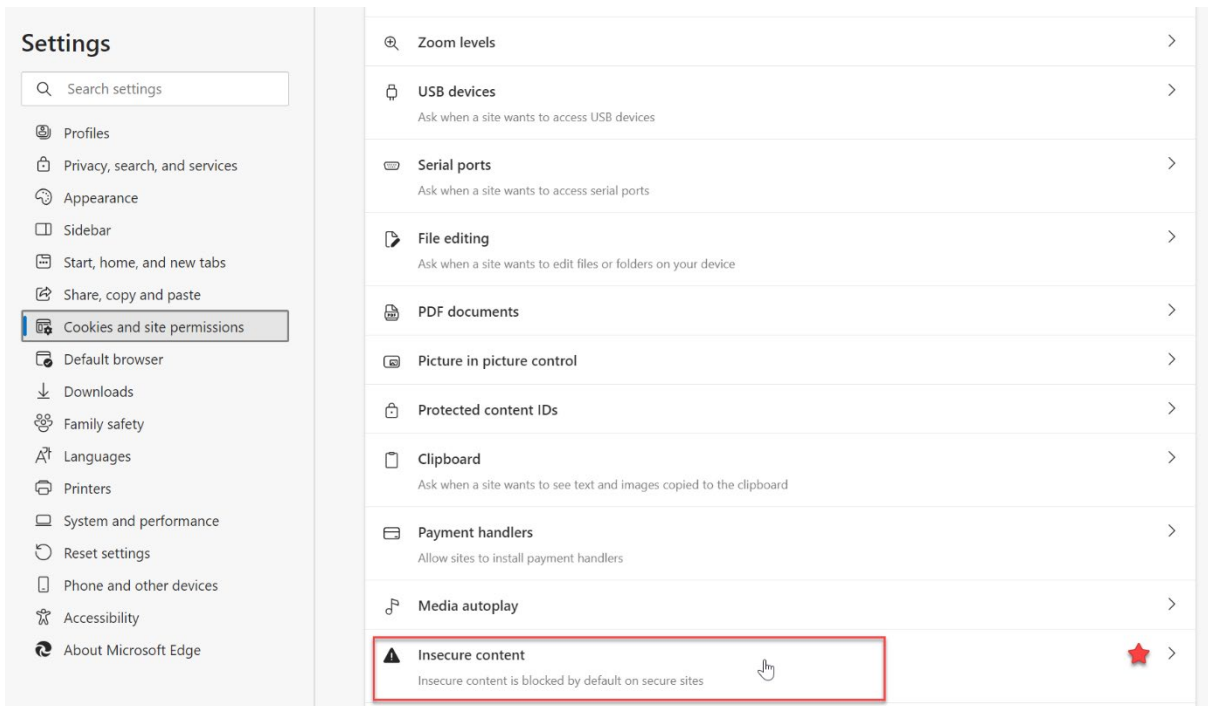 Settings
Search settings
Profiles
Privacy, search, and services
Appearance
Sidebar
Start, home, and new tabs
Share, copy and paste
Cookies and site permissions
Default browser
Downloads
Family safety
Languages
Printers
System and performance
Reset settings
Phone and other devices
Accessibility
About Microsoft Edge
Zoom levels
USB devices
Ask when a site wants to access USB devices
Serial ports
Ask when a site wants to access serial ports
File editing
Ask when a site wants to edit files or folders on your device
PDF documents
Picture in picture control
Protected content IDs
Clipboard
Ask when a site wants to see text and images copied to the clipboard
Payment handlers
Allow sites to install payment handlers
Media autoplay
Insecure content
Insecure content is blocked by default on secure sites